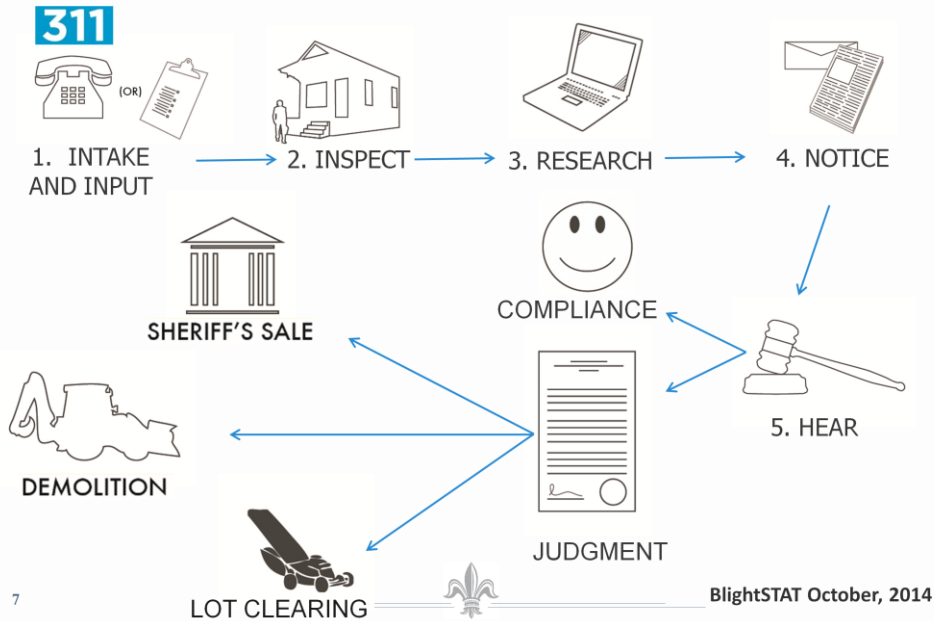 311
(OR)
1. INTAKE
AND INPUT
2. INSPECT
3. RESEARCH
4. NOTICE
COMPLIANCE
SHERIFF'S SALE
5. HEAR
DEMOLITION
JUDGMENT
LOT CLEARING
7
BlightSTAT October, 2014